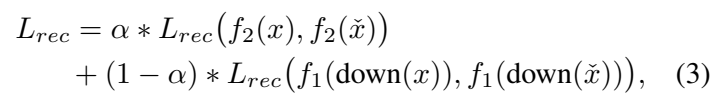 L_{rec} = α ∗ L_{rec}(f_2(x), f_2(x̌))
+ (1 − α) ∗ L_{rec}(f_1(down(x)), f_1(down(x̌))), (3)